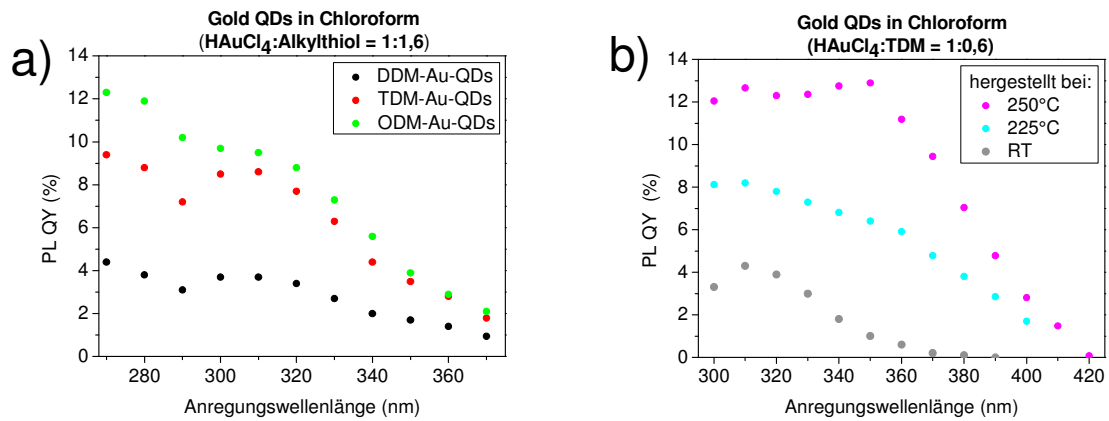 a)
Gold QDs in Chloroform
(HAuCl4:Alkylthiol = 1:1,6)
14
12
10
8
6
4
2
0
PL QY (%)
DDM-Au-QDs
TDM-Au-QDs
ODM-Au-QDs
280 300 320 340 360
Anregungswellenlänge (nm)
b)
Gold QDs in Chloroform
(HAuCl4:TDM = 1:0,6)
14
12
10
8
6
4
2
0
PL QY (%)
hergestellt bei:
250°C
225°C
RT
300 320 340 360 380 400 420
Anregungswellenlänge (nm)